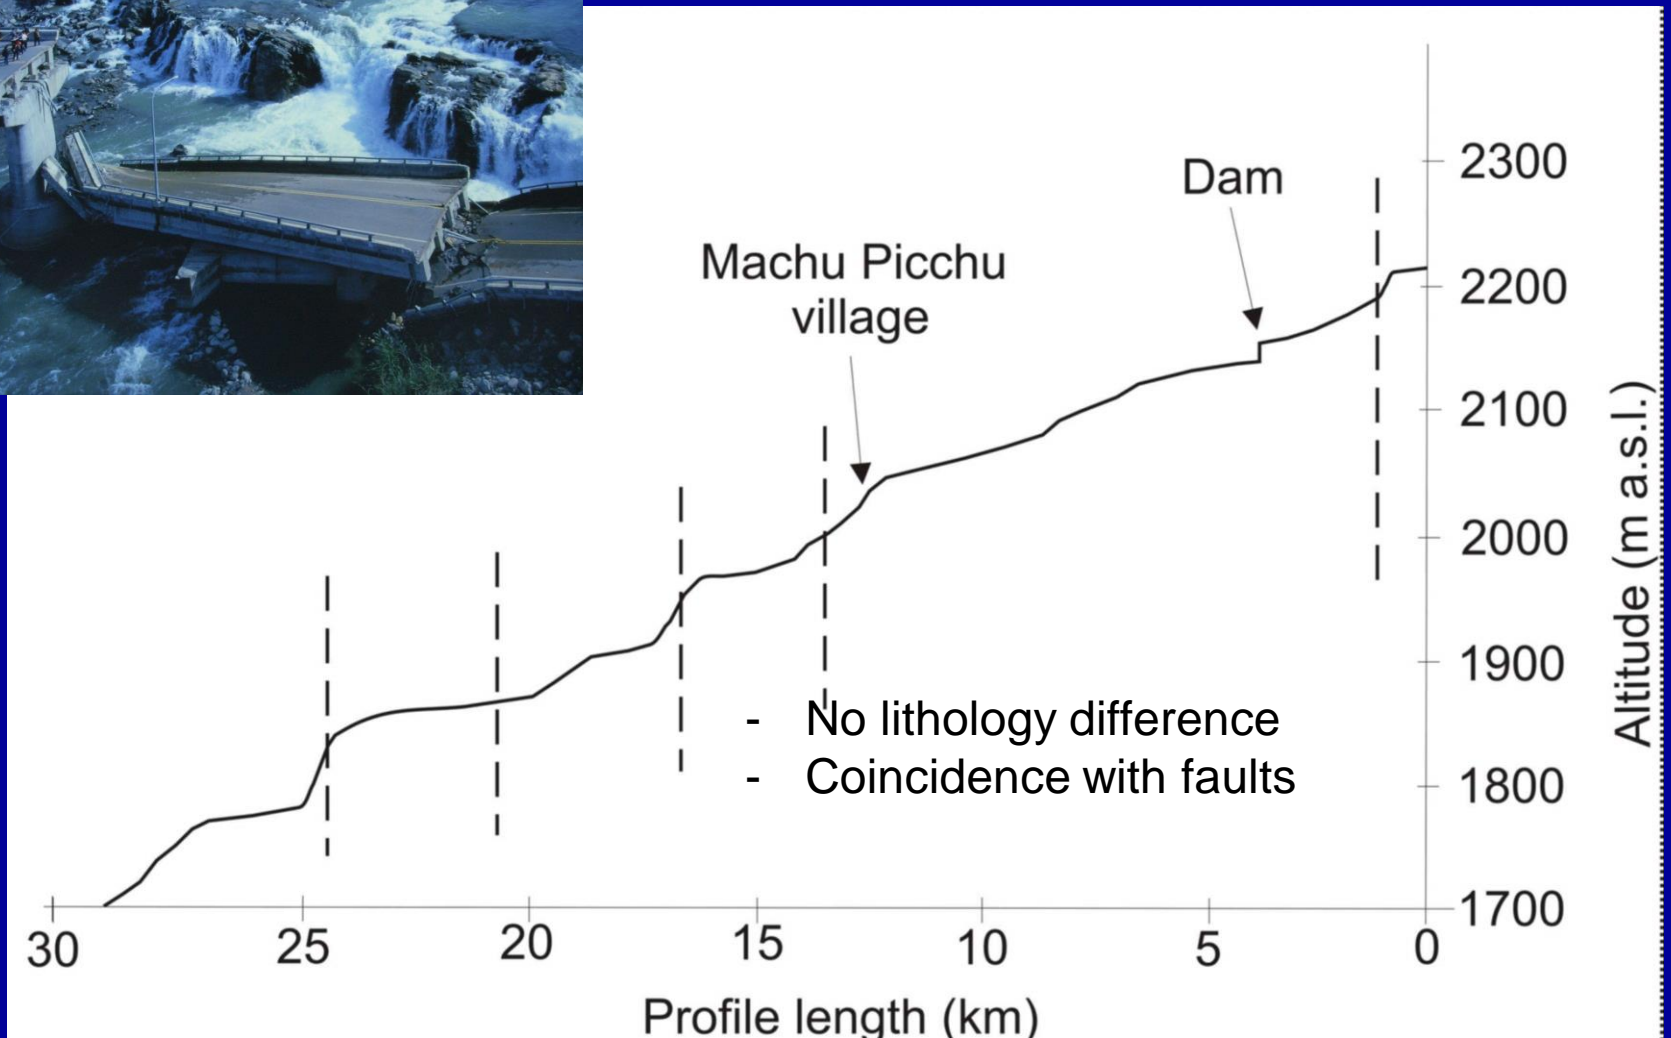 Dam
Machu Picchu
village
2300
2200
2100
2000
1900
1800
1700
Altitude (m a.s.l.)
- No lithology difference
- Coincidence with faults
30 25 20 15 10 5 0
Profile length (km)